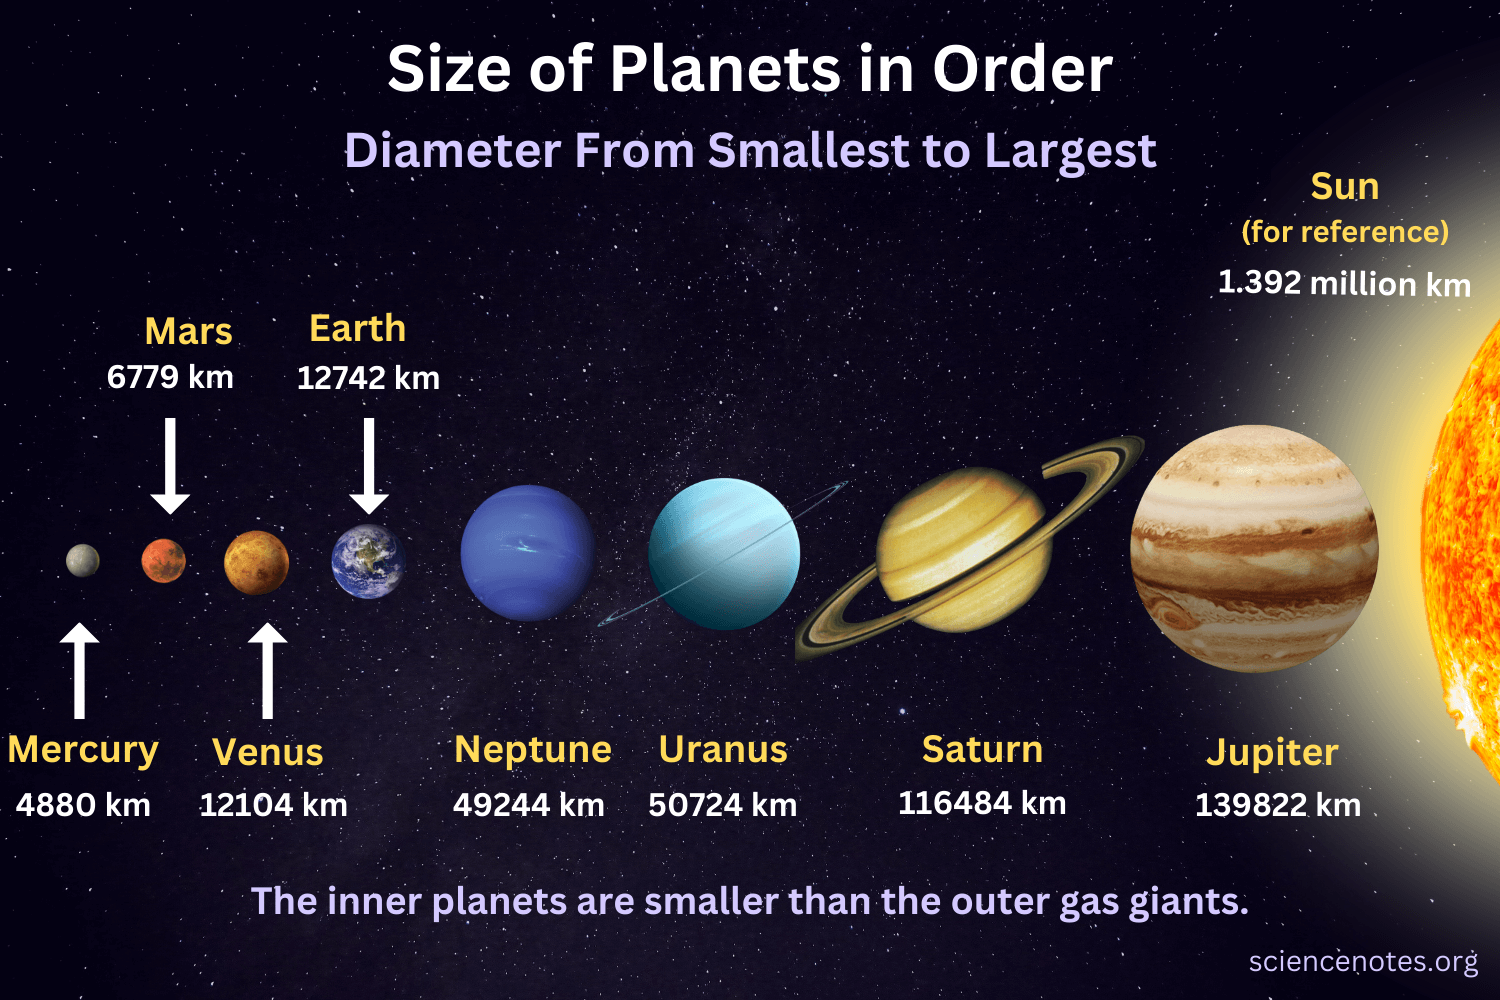 Size of Planets in Order
Diameter From Smallest to Largest
Sun
(for reference)
1.392 million km
Mars
6779 km
Earth
12742 km
Mercury
4880 km
Venus
12104 km
Neptune
49244 km
Uranus
50724 km
Saturn
116484 km
Jupiter
139822 km
The inner planets are smaller than the outer gas giants.
sciencenotes.org